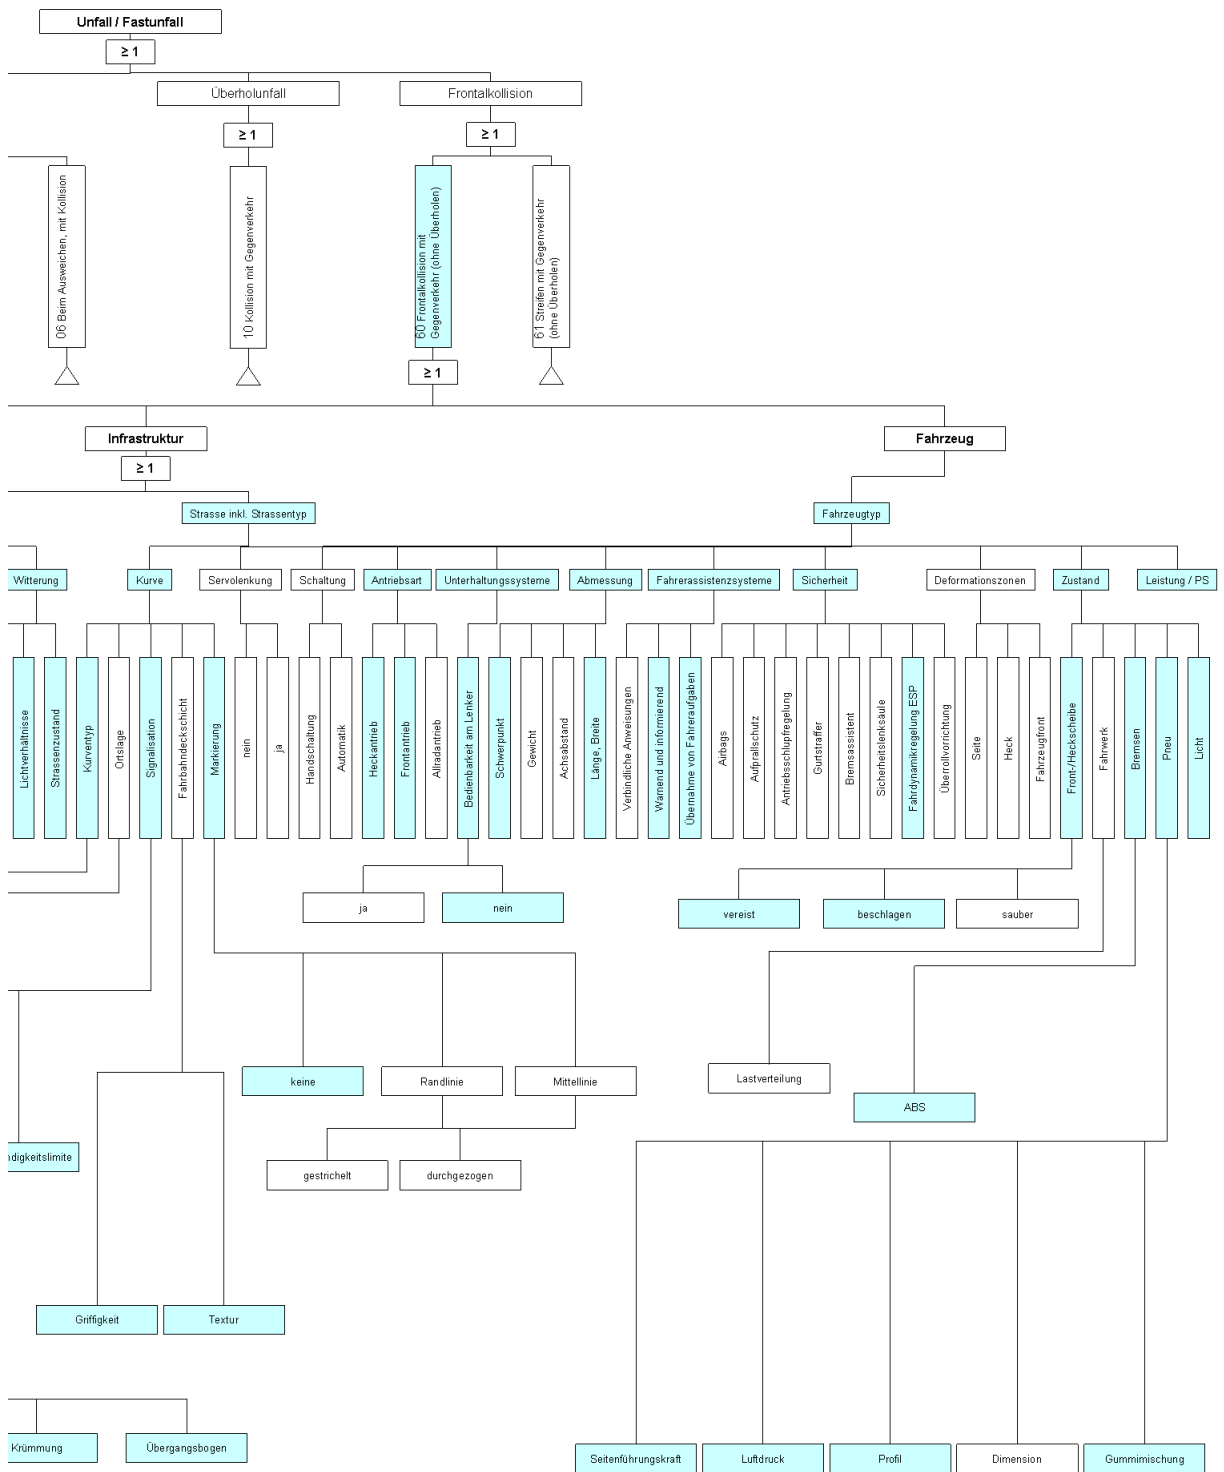 Unfall / Fastunfall
≥ 1
Überholunfall
Frontalkollision
≥ 1
≥ 1
06 Beim Ausweichen, mit Kollision
10 Kollision mit Gegenverkehr
60 Frontalkollision mit
Gegenverkehr (ohne Überholen)
61 Streifen mit Gegenverkehr
(ohne Überholen)
≥ 1
Infrastruktur
Fahrzeug
≥ 1
Strasse inkl. Strassentyp
Fahrzeugtyp
Witterung
Kurve
Servolenkung
Schaltung
Antriebsart
Unterhaltungssysteme
Abmessung
Fahrerassistenzsysteme
Sicherheit
Deformationszonen
Zustand
Leistung / PS
Lichtverhältnisse
Strassenzustand
Kurventyp
Ortslage
Signalisation
Fahrbahndeckschicht
Markierung
nein
ja
Handschaltung
Automatik
Heckantrieb
Frontantrieb
Allradantrieb
Bedienbarkeit am Lenker
Schwerpunkt
Gewicht
Achsabstand
Länge, Breite
Verbindliche Anweisungen
Warnend und informierend
Übernahme von Fahreraufgaben
Airbags
Aufprallschutz
Antriebsschlupfregelung
Gurtstraffer
Bremsassistent
Sicherheitslenksäule
Fahrdynamikregelung ESP
Überrollvorrichtung
Seite
Heck
Fahrzeugfront
Front-/Heckscheibe
Fahrwerk
Bremsen
Pneu
Licht
ja
nein
vereist
beschlagen
sauber
keine
Randlinie
Mittellinie
Lastverteilung
ABS
ndigkeitslimite
gestrichelt
durchgezogen
Griffigkeit
Textur
Krümmung
Übergangsbogen
Seitenführungskraft
Luftdruck
Profil
Dimension
Gummimischung